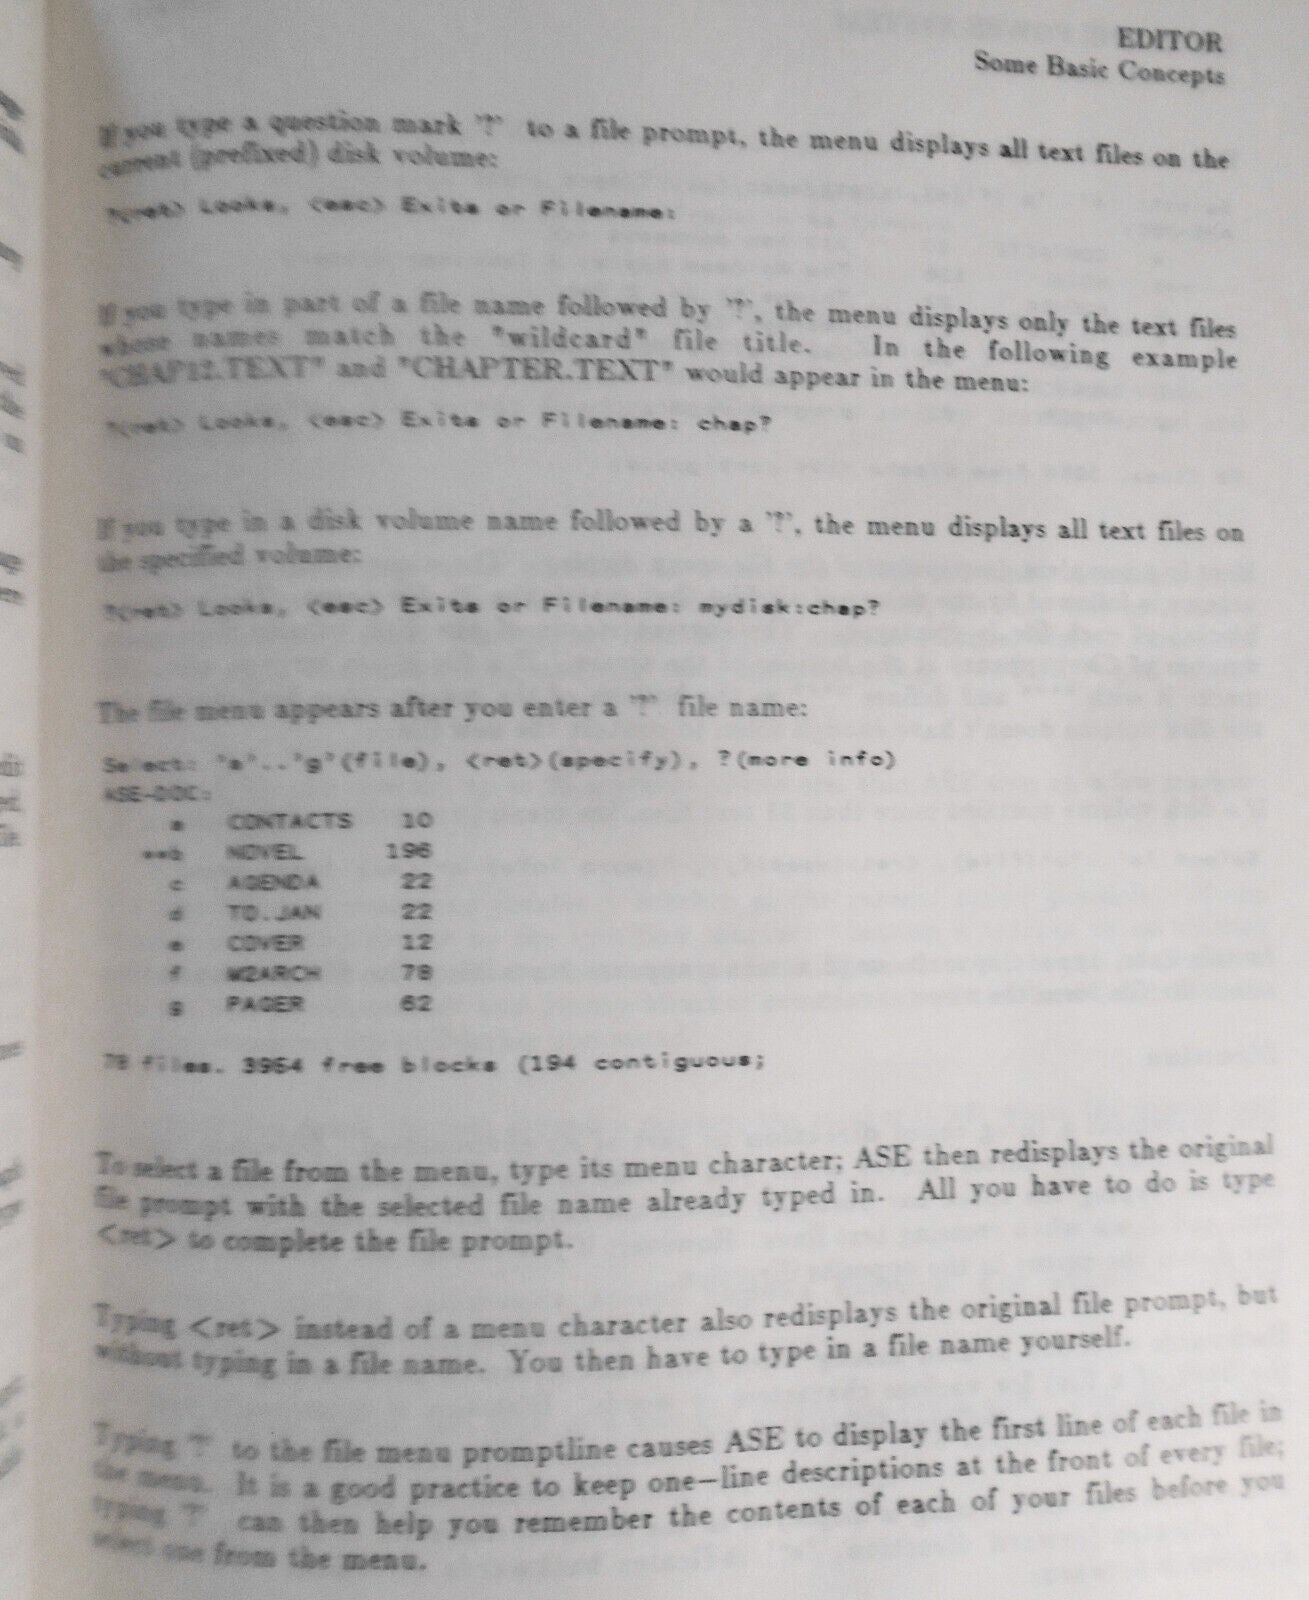 EDITOR
Some Basic Concepts
If you type a question mark '?' to a file prompt, the menu displays all text files on the
current (prefixed) disk volume:
?<ret> Looks, <esc> Exits or Filename:
If you type in part of a file name followed by '?', the menu displays only the text files
whose names match the "wildcard" file title. In the following example
"CHAP12.TEXT" and "CHAPTER.TEXT" would appear in the menu:
?<ret> Looks, <esc> Exits or Filename: chap?
If you type in a disk volume name followed by a '?', the menu displays all text files on
the specified volume:
?<ret> Looks, <esc> Exits or Filename: mydisk:chap?
The file menu appears after you enter a '?' file name:
Select: 'a'..'g'(file), <ret>(specify), ?(more info)
ASE-DOC:
a CONTACTS 10
**b NOVEL 196
c AGENDA 22
d TO.JAN 22
e COVER 12
f M2ARCH 78
g PAGER 62
78 files. 3954 free blocks (194 contiguous;
To select a file from the menu, type its menu character; ASE then redisplays the original
file prompt with the selected file name already typed in. All you have to do is type
<ret> to complete the file prompt.
Typing <ret> instead of a menu character also redisplays the original file prompt, but
without typing in a file name. You then have to type in a file name yourself.
Typing '?' to the file menu promptline causes ASE to display the first line of each file in
the menu. It is a good practice to keep one-line descriptions at the front of every file;
typing '?' can then help you remember the contents of each of your files before you
select one from the menu.